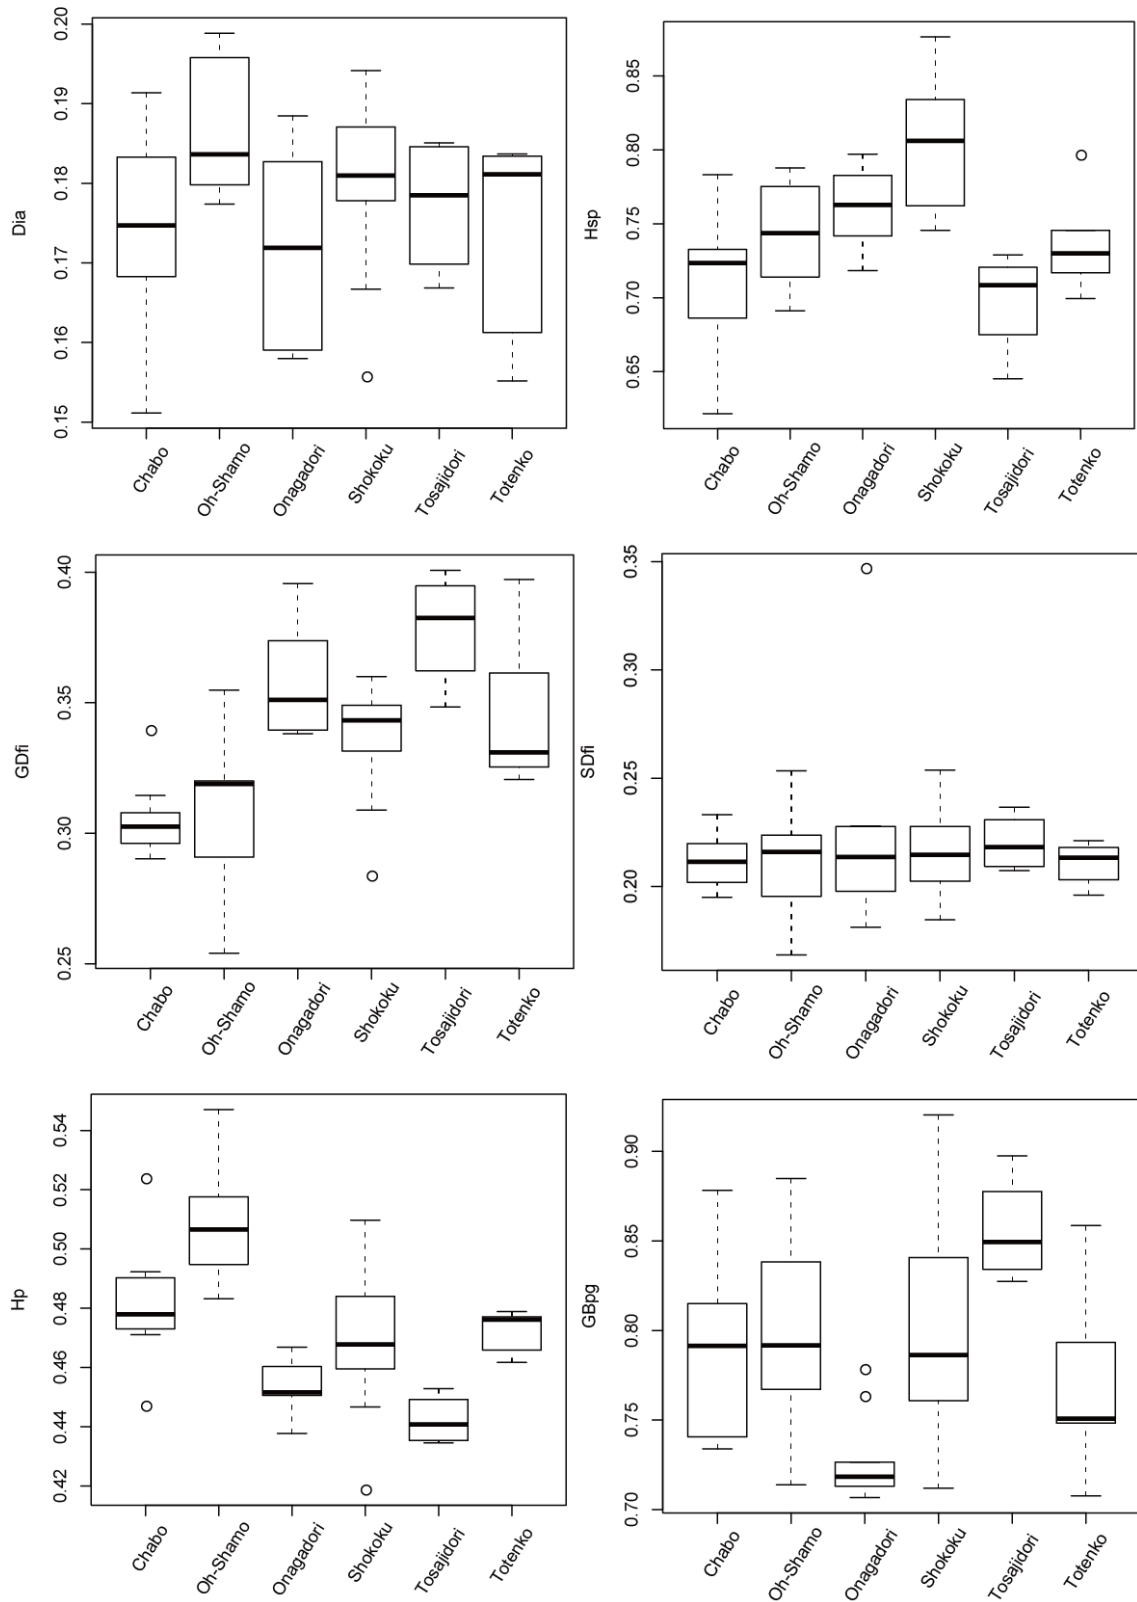 Dia
0.20
0.19
0.18
0.17
0.16
0.15
Chabo
Oh-Shamo
Onagadori
Shokoku
Tosajidori
Totenko
Hsp
0.85
0.80
0.75
0.70
0.65
Chabo
Oh-Shamo
Onagadori
Shokoku
Tosajidori
Totenko
GDfi
0.40
0.35
0.30
0.25
Chabo
Oh-Shamo
Onagadori
Shokoku
Tosajidori
Totenko
SDfi
0.35
0.30
0.25
0.20
Chabo
Oh-Shamo
Onagadori
Shokoku
Tosajidori
Totenko
Hp
0.54
0.52
0.50
0.48
0.46
0.44
0.42
Chabo
Oh-Shamo
Onagadori
Shokoku
Tosajidori
Totenko
GBpg
0.90
0.85
0.80
0.75
0.70
Chabo
Oh-Shamo
Onagadori
Shokoku
Tosajidori
Totenko